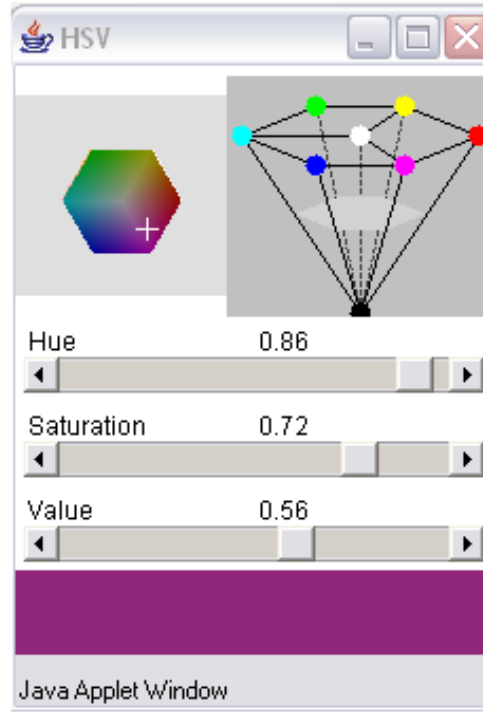 HSV
Hue 0.86
Saturation 0.72
Value 0.56
Java Applet Window